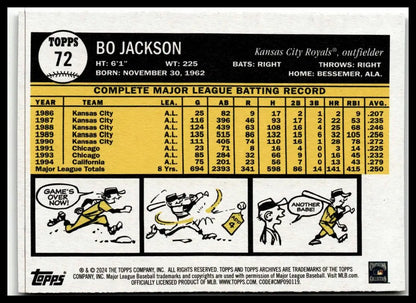 TOPPS
72
BO JACKSON
Kansas City Royals®, outfielder
HT: 6'1" WT: 225 BATS: RIGHT THROWS: RIGHT
BORN: NOVEMBER 30, 1962 HOME: BESSEMER, ALA.
COMPLETE MAJOR LEAGUE BATTING RECORD
YEAR TEAM LEA. G AB R H 2B 3B HR RBI AVG.
1986 Kansas City A.L. 25 82 9 17 2 1 2 9 .207
1987 Kansas City A.L. 116 396 46 93 17 2 22 53 .235
1988 Kansas City A.L. 124 439 63 108 16 4 25 68 .246
1989 Kansas City A.L. 135 515 86 132 15 6 32 105 .256
1990 Kansas City A.L. 111 405 74 110 16 1 28 78 .272
1991 Chicago A.L. 23 71 8 16 4 0 3 14 .225
1993 Chicago A.L. 85 284 32 66 9 0 16 45 .232
1994 California A.L. 75 201 23 56 7 0 13 43 .279
Major League Totals 8 Yrs. 694 2393 341 598 86 14 141 415 .250
GAME'S OVER NOW!
ANOTHER BABE!
Topps
® & © 2024 THE TOPPS COMPANY, INC. ALL RIGHTS RESERVED. TOPPS AND TOPPS ARCHIVES ARE TRADEMARKS OF THE TOPPS
COMPANY, INC. Major League Baseball trademarks and copyrights are used with permission of Major League Baseball. Visit MLB.com.
OFFICIALLY LICENSED PRODUCT OF MLB. WWW.TOPPS.COM. CODE#CMP090119.